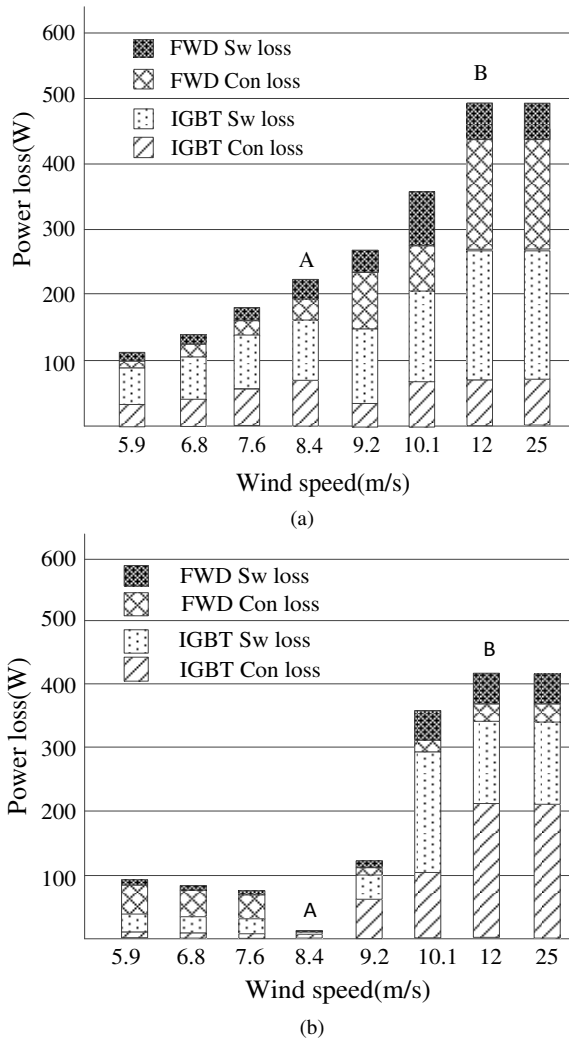 600
FWD Sw loss
FWD Con loss
B
500
IGBT Sw loss
400
IGBT Con loss
Power loss(W)
300
A
200
100
5.9 6.8 7.6 8.4 9.2 10.1 12 25
Wind speed(m/s)
(a)
600
FWD Sw loss
FWD Con loss
500
IGBT Sw loss
B
IGBT Con loss
400
Power loss(W)
300
200
100
A
5.9 6.8 7.6 8.4 9.2 10.1 12 25
Wind speed(m/s)
(b)